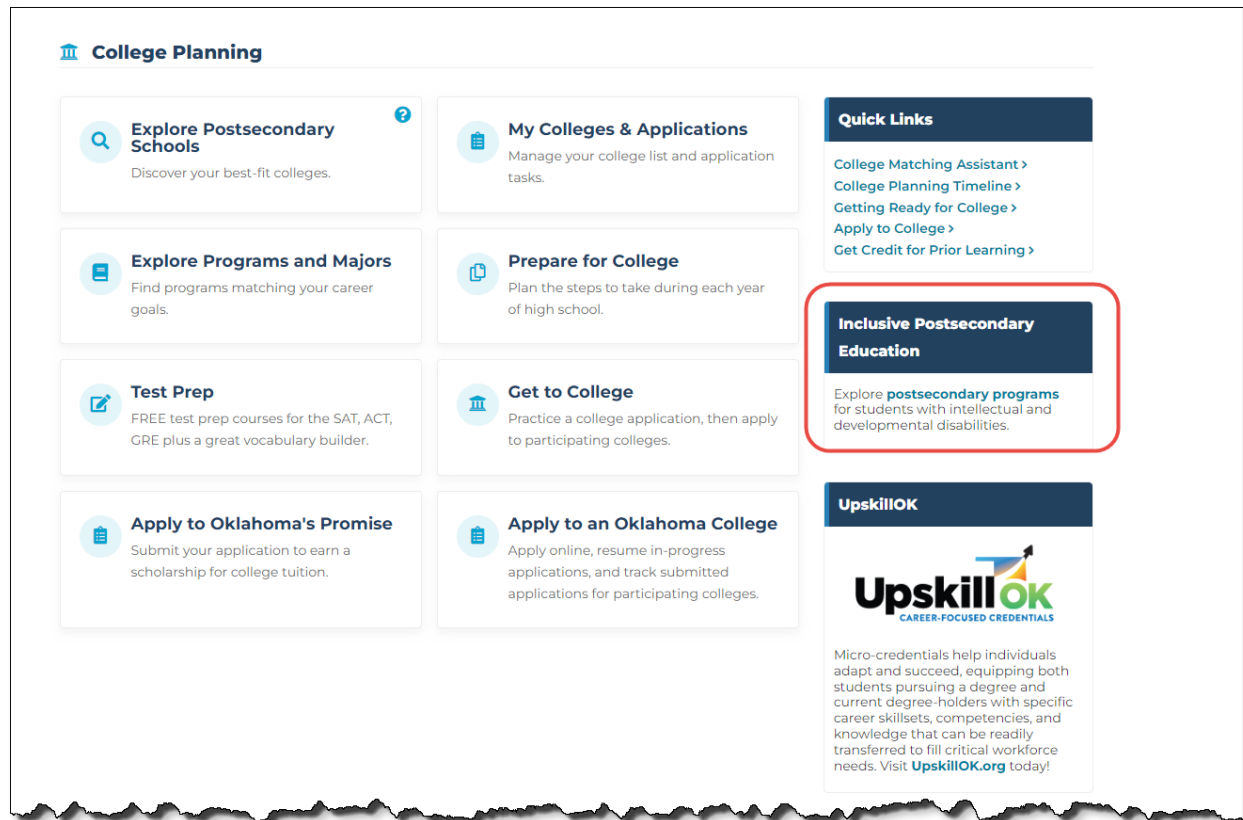 College Planning
Explore Postsecondary
Schools
Discover your best-fit colleges.
My Colleges & Applications
Manage your college list and application
tasks.
Explore Programs and Majors
Find programs matching your career
goals.
Prepare for College
Plan the steps to take during each year
of high school.
Test Prep
FREE test prep courses for the SAT, ACT,
GRE plus a great vocabulary builder.
Get to College
Practice a college application, then apply
to participating colleges.
Apply to Oklahoma's Promise
Submit your application to earn a
scholarship for college tuition.
Apply to an Oklahoma College
Apply online, resume in-progress
applications, and track submitted
applications for participating colleges.
Quick Links
College Matching Assistant >
College Planning Timeline >
Getting Ready for College >
Apply to College >
Get Credit for Prior Learning >
Inclusive Postsecondary
Education
Explore postsecondary programs
for students with intellectual and
developmental disabilities.
UpskillOK
UpskillOK
CAREER-FOCUSED CREDENTIALS
Micro-credentials help individuals
adapt and succeed, equipping both
students pursuing a degree and
current degree-holders with specific
career skillsets, competencies, and
knowledge that can be readily
transferred to fill critical workforce
needs. Visit UpskillOK.org today!